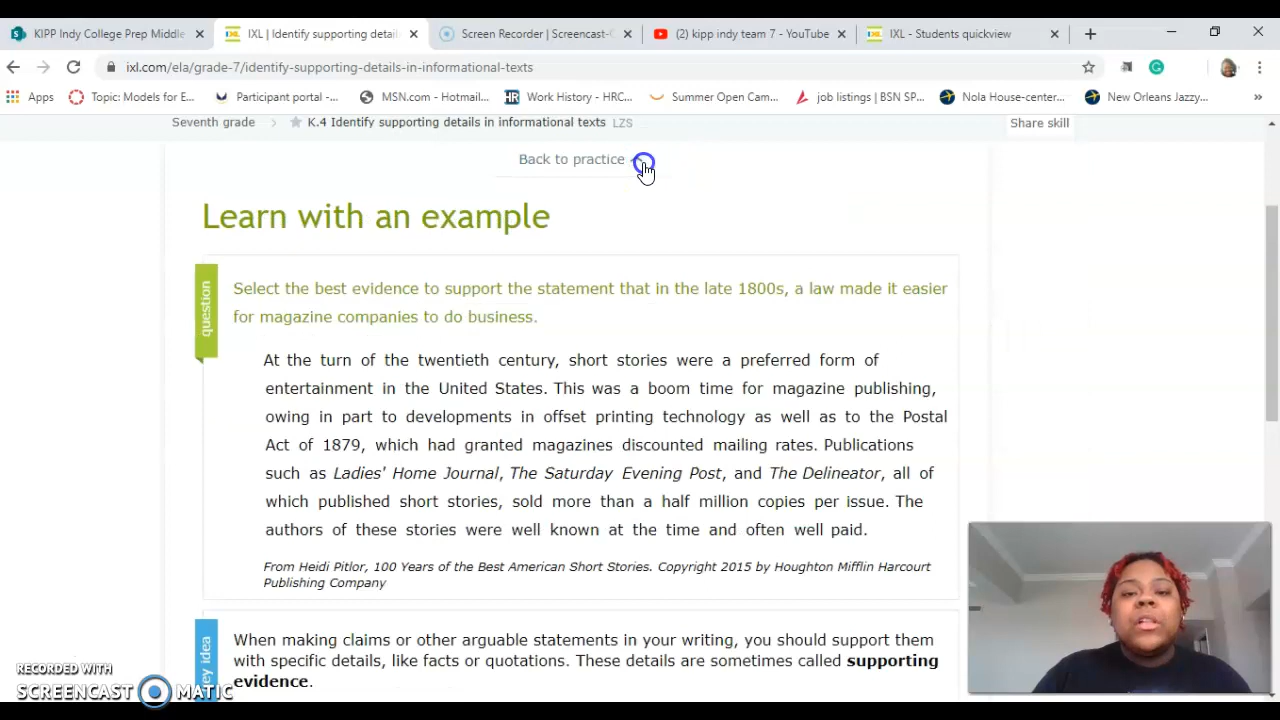 KIPP Indy College Prep Middle
IXL | Identify supporting detail
Screen Recorder | Screencast-O
(2) kipp indy team 7 - YouTube
IXL - Students quickview
ixl.com/ela/grade-7/identify-supporting-details-in-informational-texts
Apps
Topic: Models for E...
Participant portal -...
MSN.com - Hotmail...
HR Work History - HRC...
Summer Open Cam...
job listings | BSN SP...
Nola House-center...
New Orleans Jazzy...
Seventh grade > K.4 Identify supporting details in informational texts LZS
Share skill
Back to practice
Learn with an example
question
Select the best evidence to support the statement that in the late 1800s, a law made it easier
for magazine companies to do business.
At the turn of the twentieth century, short stories were a preferred form of
entertainment in the United States. This was a boom time for magazine publishing,
owing in part to developments in offset printing technology as well as to the Postal
Act of 1879, which had granted magazines discounted mailing rates. Publications
such as Ladies' Home Journal, The Saturday Evening Post, and The Delineator, all of
which published short stories, sold more than a half million copies per issue. The
authors of these stories were well known at the time and often well paid.
From Heidi Pitlor, 100 Years of the Best American Short Stories. Copyright 2015 by Houghton Mifflin Harcourt
Publishing Company
ey idea
When making claims or other arguable statements in your writing, you should support them
with specific details, like facts or quotations. These details are sometimes called supporting
evidence.
RECORDED WITH
SCREENCAST MATIC